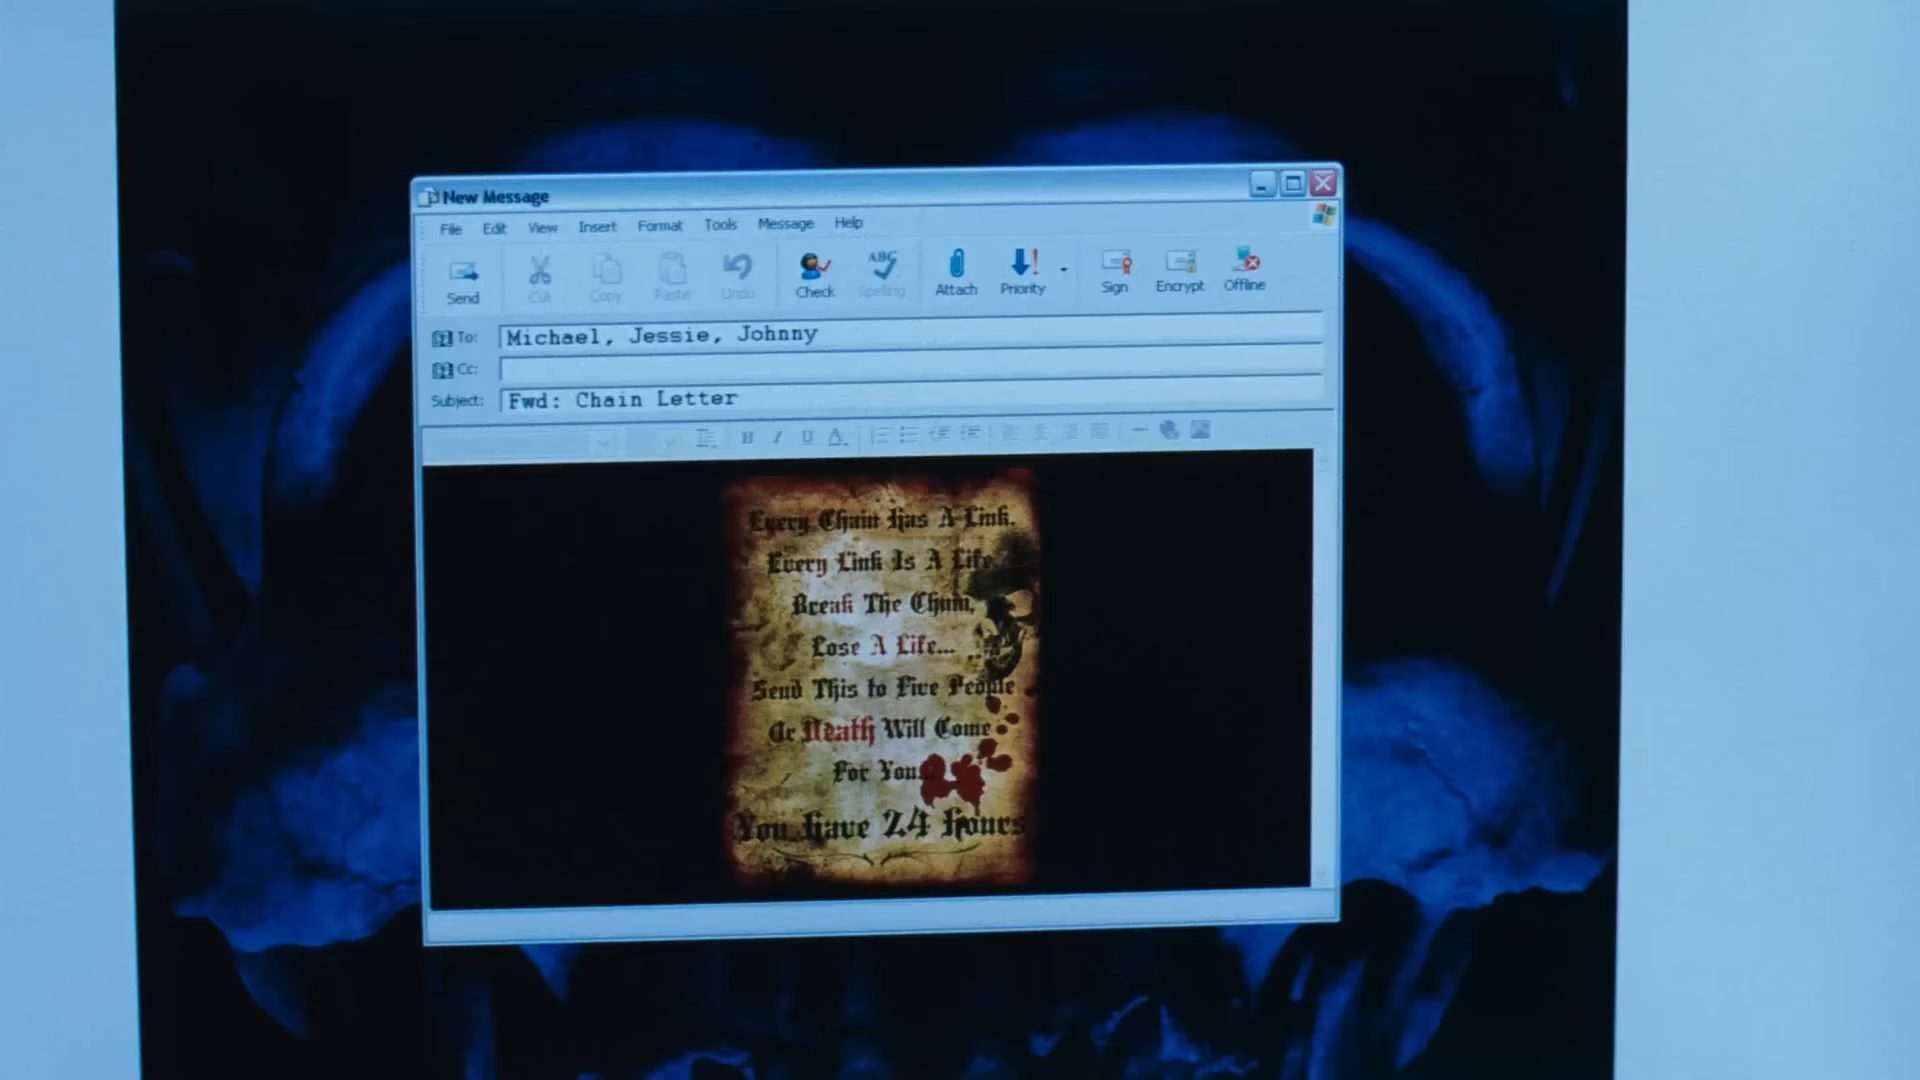 New Message
File Edit View Insert Format Tools Message Help
Send Cut Copy Paste Undo Check Spelling Attach Priority Sign Encrypt Offline
To: Michael, Jessie, Johnny
Cc:
Subject: Fwd: Chain Letter
B I U A
Every Chain Has A Link.
Every Link Is A Life
Break The Chain,
Lose A Life...
Send This to Five People
Or Death Will Come
For You
You have 24 hours